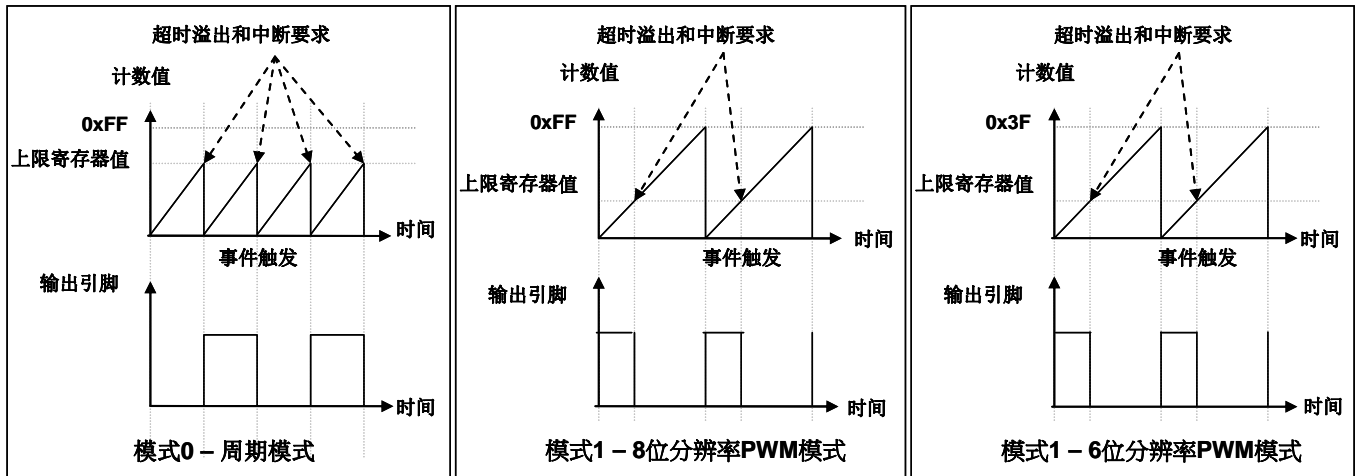 超时溢出和中断要求
计数值
0xFF
上限寄存器值
时间
事件触发
输出引脚
时间
模式0 – 周期模式
超时溢出和中断要求
计数值
0xFF
上限寄存器值
时间
事件触发
输出引脚
时间
模式1 – 8位分辨率PWM模式
超时溢出和中断要求
计数值
0x3F
上限寄存器值
时间
事件触发
输出引脚
时间
模式1 – 6位分辨率PWM模式